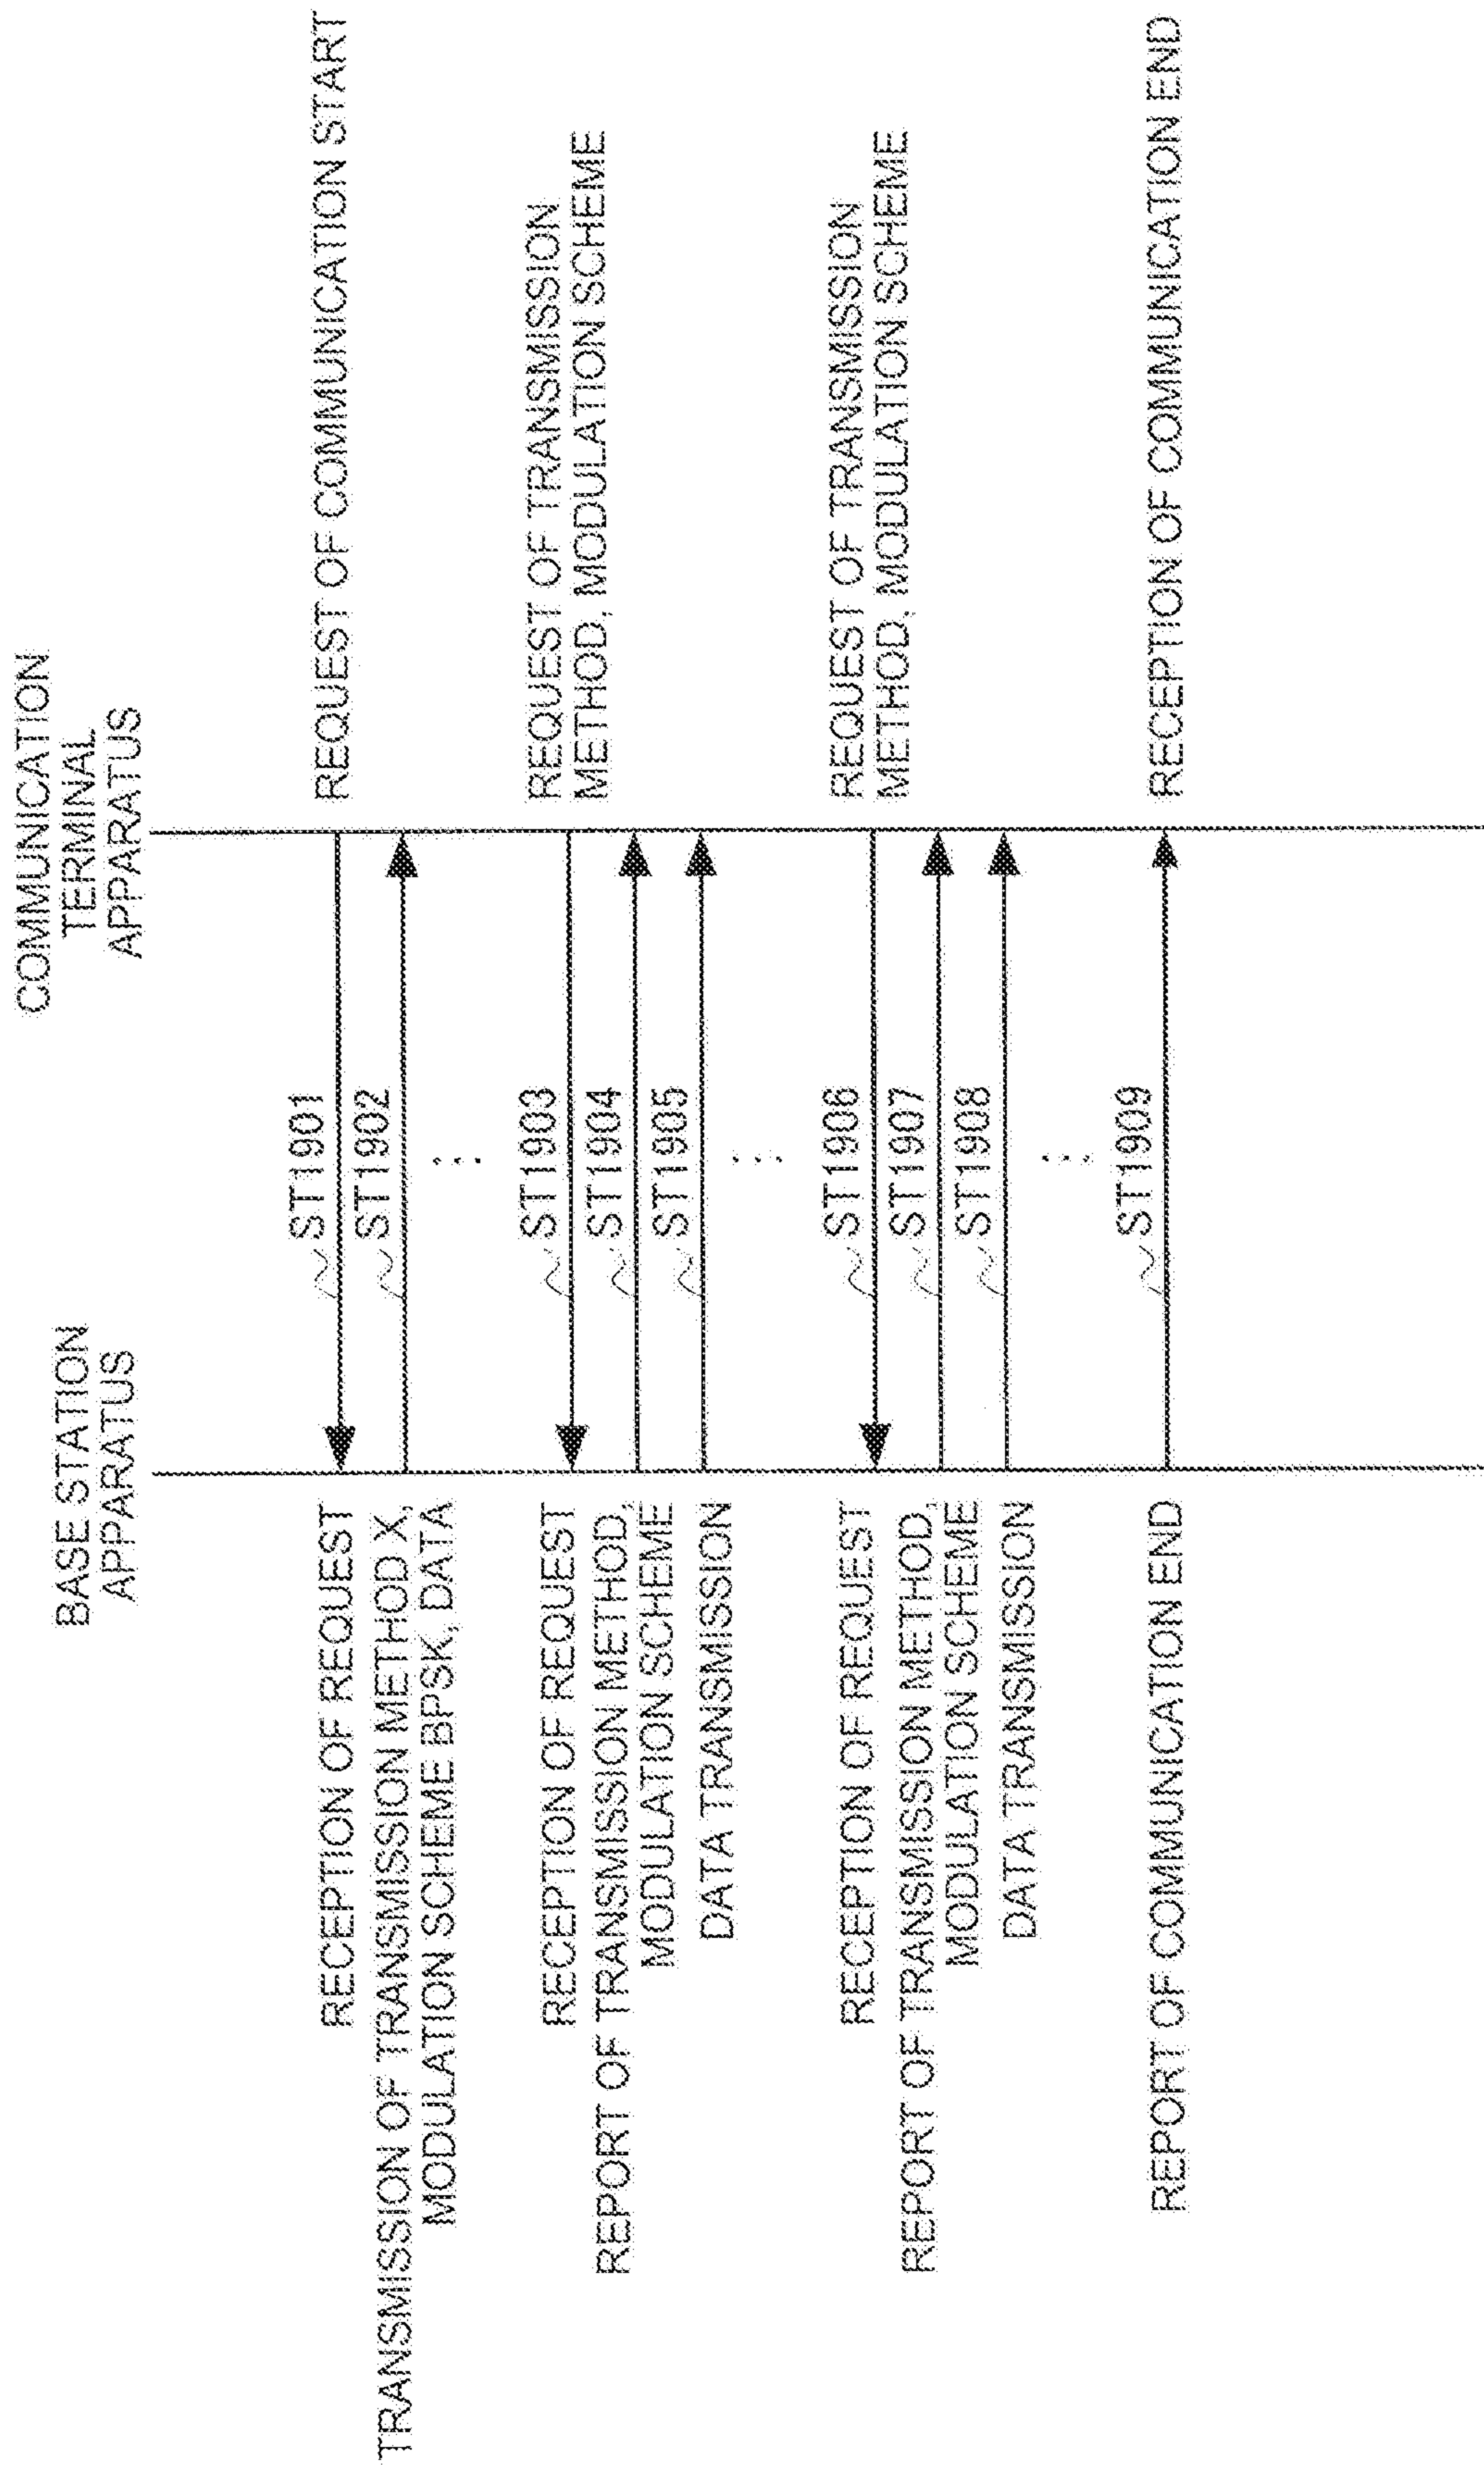 BASE STATION
APPARATUS
COMMUNICATION
TERMINAL
APPARATUS
RECEPTION OF REQUEST
ST1901
REQUEST OF COMMUNICATION START
TRANSMISSION OF TRANSMISSION METHOD X,
MODULATION SCHEME BPSK, DATA
ST1902
...
RECEPTION OF REQUEST
ST1903
REQUEST OF TRANSMISSION
METHOD, MODULATION SCHEME
REPORT OF TRANSMISSION METHOD,
MODULATION SCHEME
ST1904
DATA TRANSMISSION
ST1905
...
RECEPTION OF REQUEST
ST1906
REQUEST OF TRANSMISSION
METHOD, MODULATION SCHEME
REPORT OF TRANSMISSION METHOD,
MODULATION SCHEME
ST1907
DATA TRANSMISSION
ST1908
...
REPORT OF COMMUNICATION END
ST1909
RECEPTION OF COMMUNICATION END